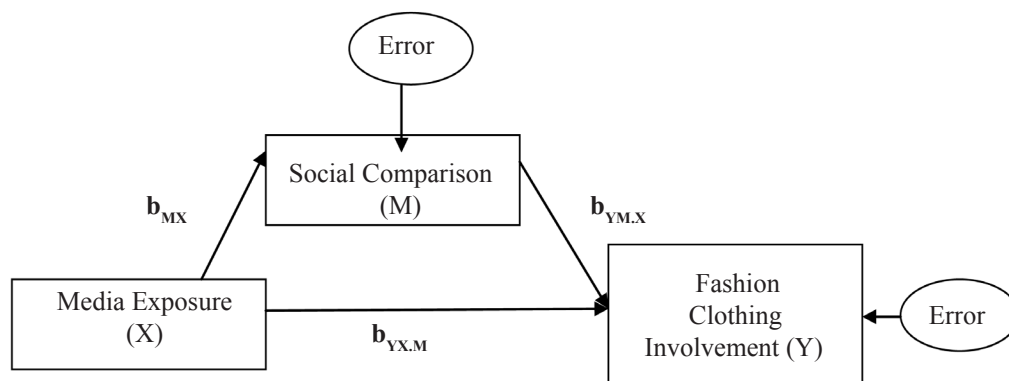 Error
Social Comparison
(M)
b_MX
b_YM.X
Media Exposure
(X)
b_YX.M
Fashion
Clothing
Involvement (Y)
Error